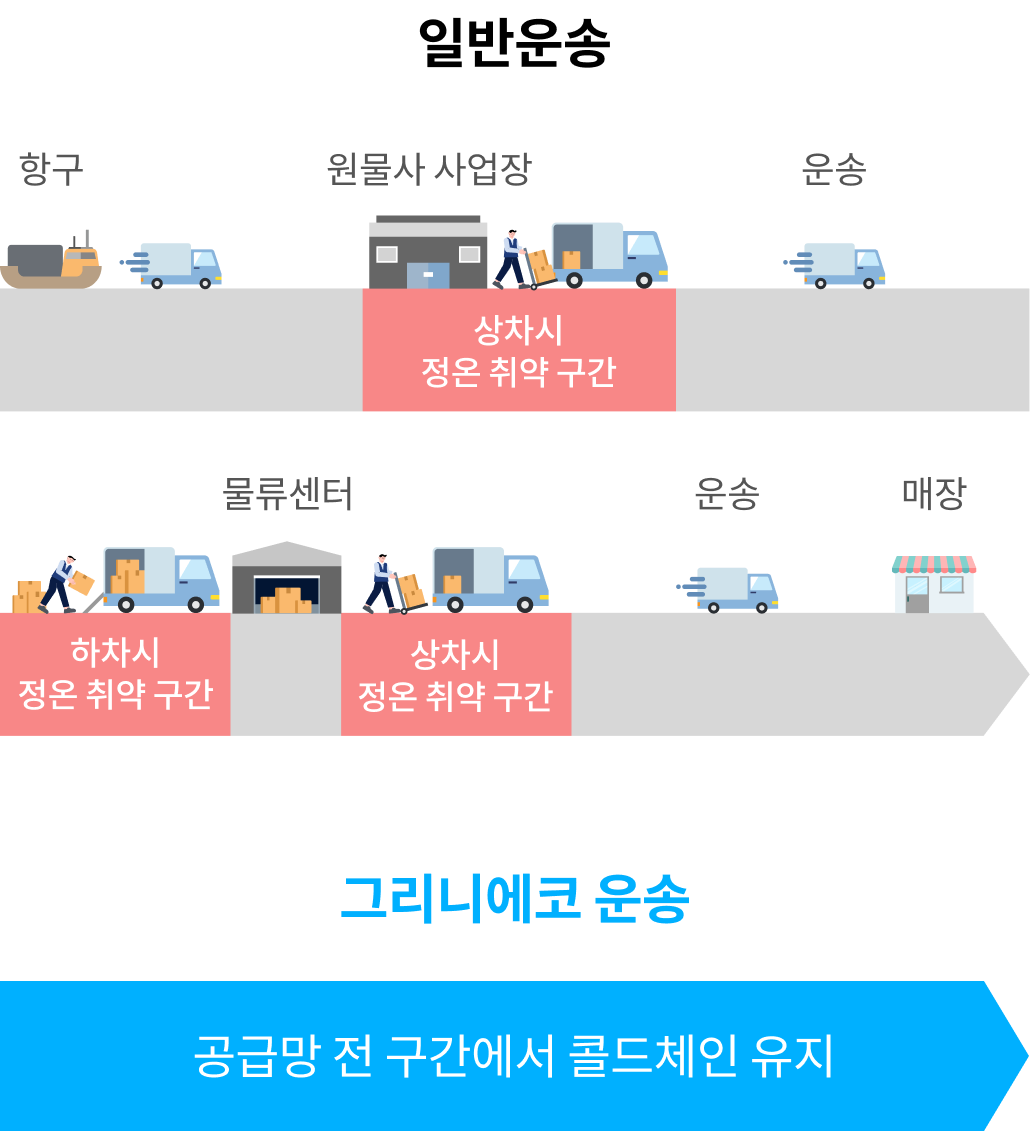 일반운송
항구
원물사 사업장
운송
상차시
정온 취약 구간
물류센터
운송
매장
하차시
정온 취약 구간
상차시
정온 취약 구간
그리니에코 운송
공급망 전 구간에서 콜드체인 유지